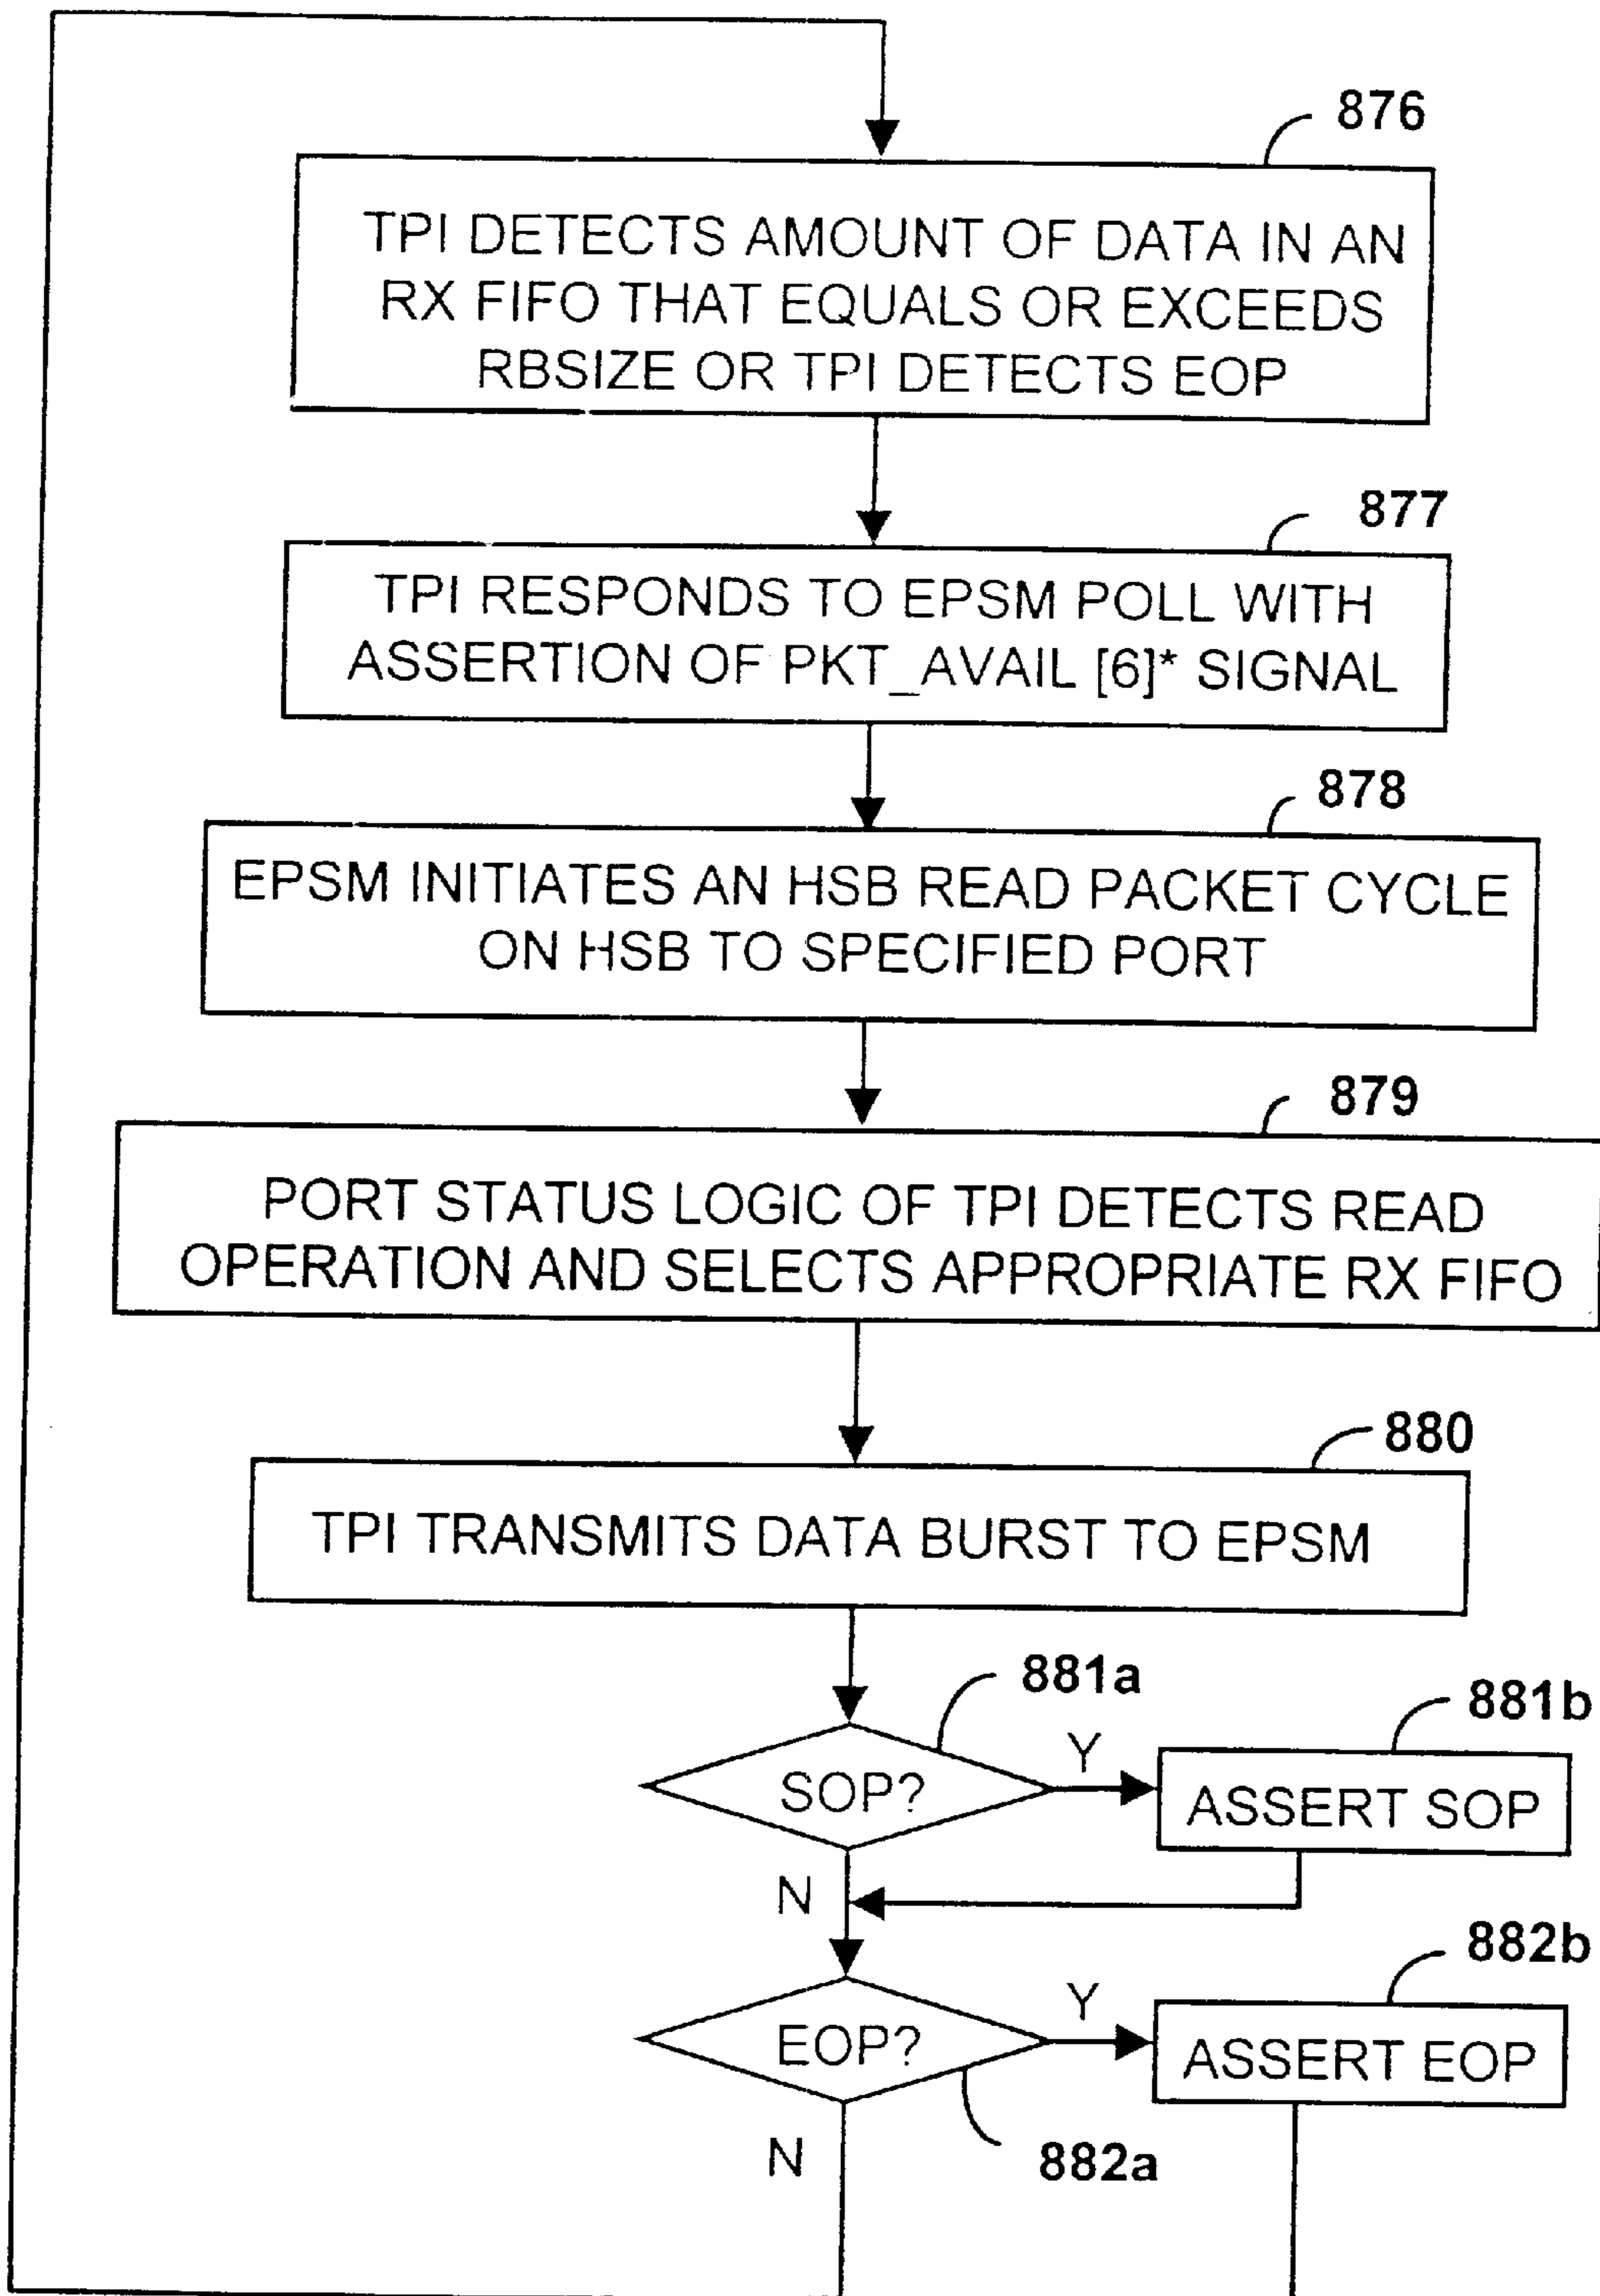 876
TPI DETECTS AMOUNT OF DATA IN AN
RX FIFO THAT EQUALS OR EXCEEDS
RBSIZE OR TPI DETECTS EOP
877
TPI RESPONDS TO EPSM POLL WITH
ASSERTION OF PKT_AVAIL [6]* SIGNAL
878
EPSM INITIATES AN HSB READ PACKET CYCLE
ON HSB TO SPECIFIED PORT
879
PORT STATUS LOGIC OF TPI DETECTS READ
OPERATION AND SELECTS APPROPRIATE RX FIFO
880
TPI TRANSMITS DATA BURST TO EPSM
881a
881b
SOP?
Y
ASSERT SOP
N
882b
EOP?
Y
ASSERT EOP
N
882a